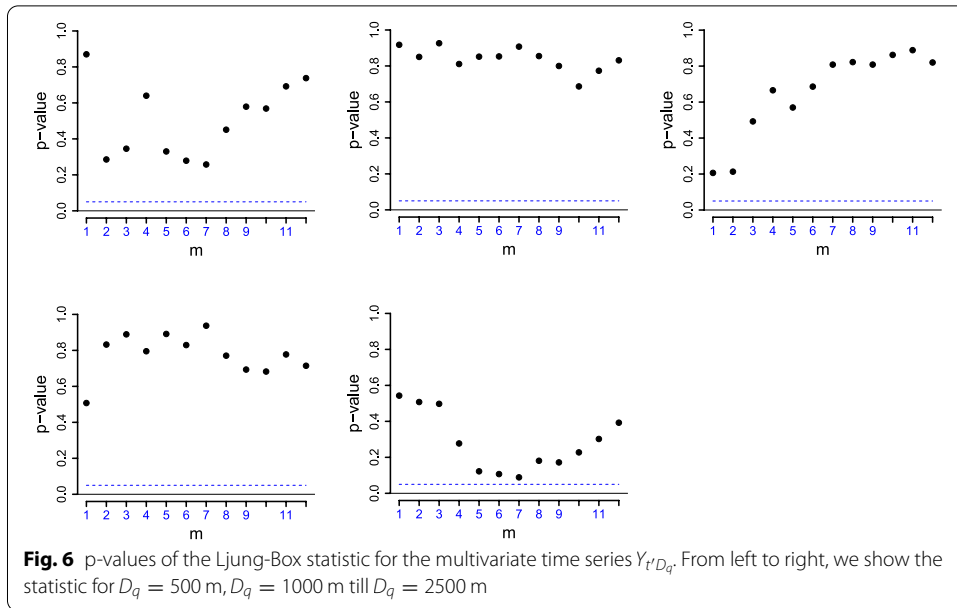 p−value
0.0 0.2 0.4 0.6 0.8 1.0
1 2 3 4 5 6 7 8 9 11
m
p−value
0.0 0.2 0.4 0.6 0.8 1.0
1 2 3 4 5 6 7 8 9 11
m
p−value
0.0 0.2 0.4 0.6 0.8 1.0
1 2 3 4 5 6 7 8 9 11
m
p−value
0.0 0.2 0.4 0.6 0.8 1.0
1 2 3 4 5 6 7 8 9 11
m
p−value
0.0 0.2 0.4 0.6 0.8 1.0
1 2 3 4 5 6 7 8 9 11
m
Fig. 6 p-values of the Ljung-Box statistic for the multivariate time series Y_{t′D_q}. From left to right, we show the
statistic for D_q = 500 m, D_q = 1000 m till D_q = 2500 m